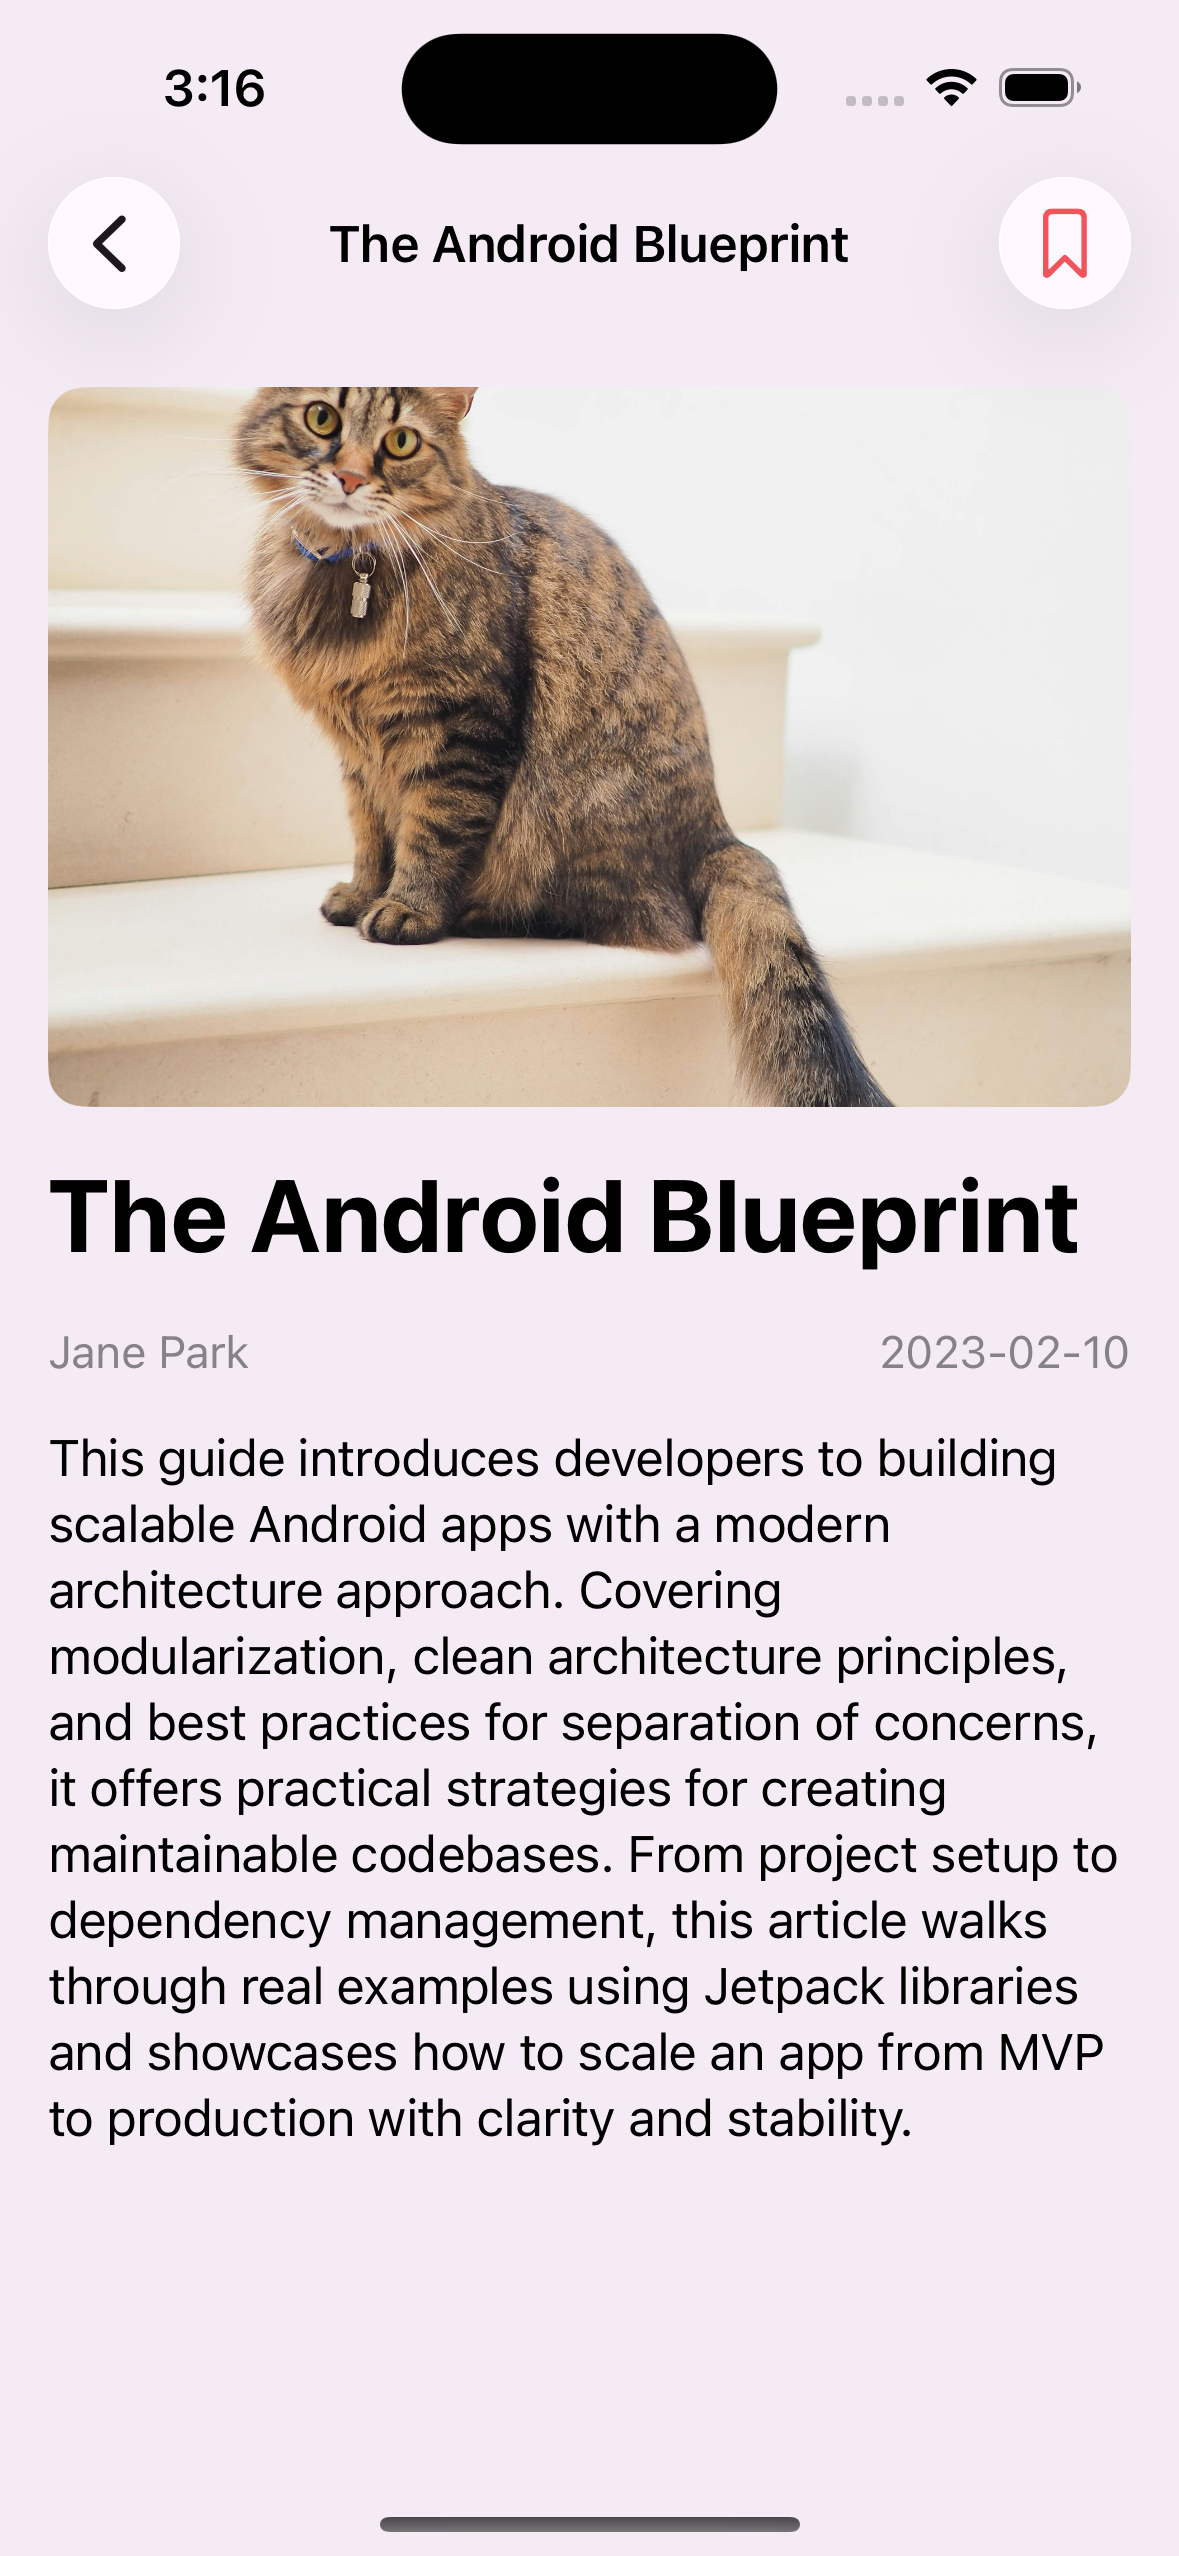 3:16
The Android Blueprint
The Android Blueprint
Jane Park
2023-02-10
This guide introduces developers to building
scalable Android apps with a modern
architecture approach. Covering
modularization, clean architecture principles,
and best practices for separation of concerns,
it offers practical strategies for creating
maintainable codebases. From project setup to
dependency management, this article walks
through real examples using Jetpack libraries
and showcases how to scale an app from MVP
to production with clarity and stability.